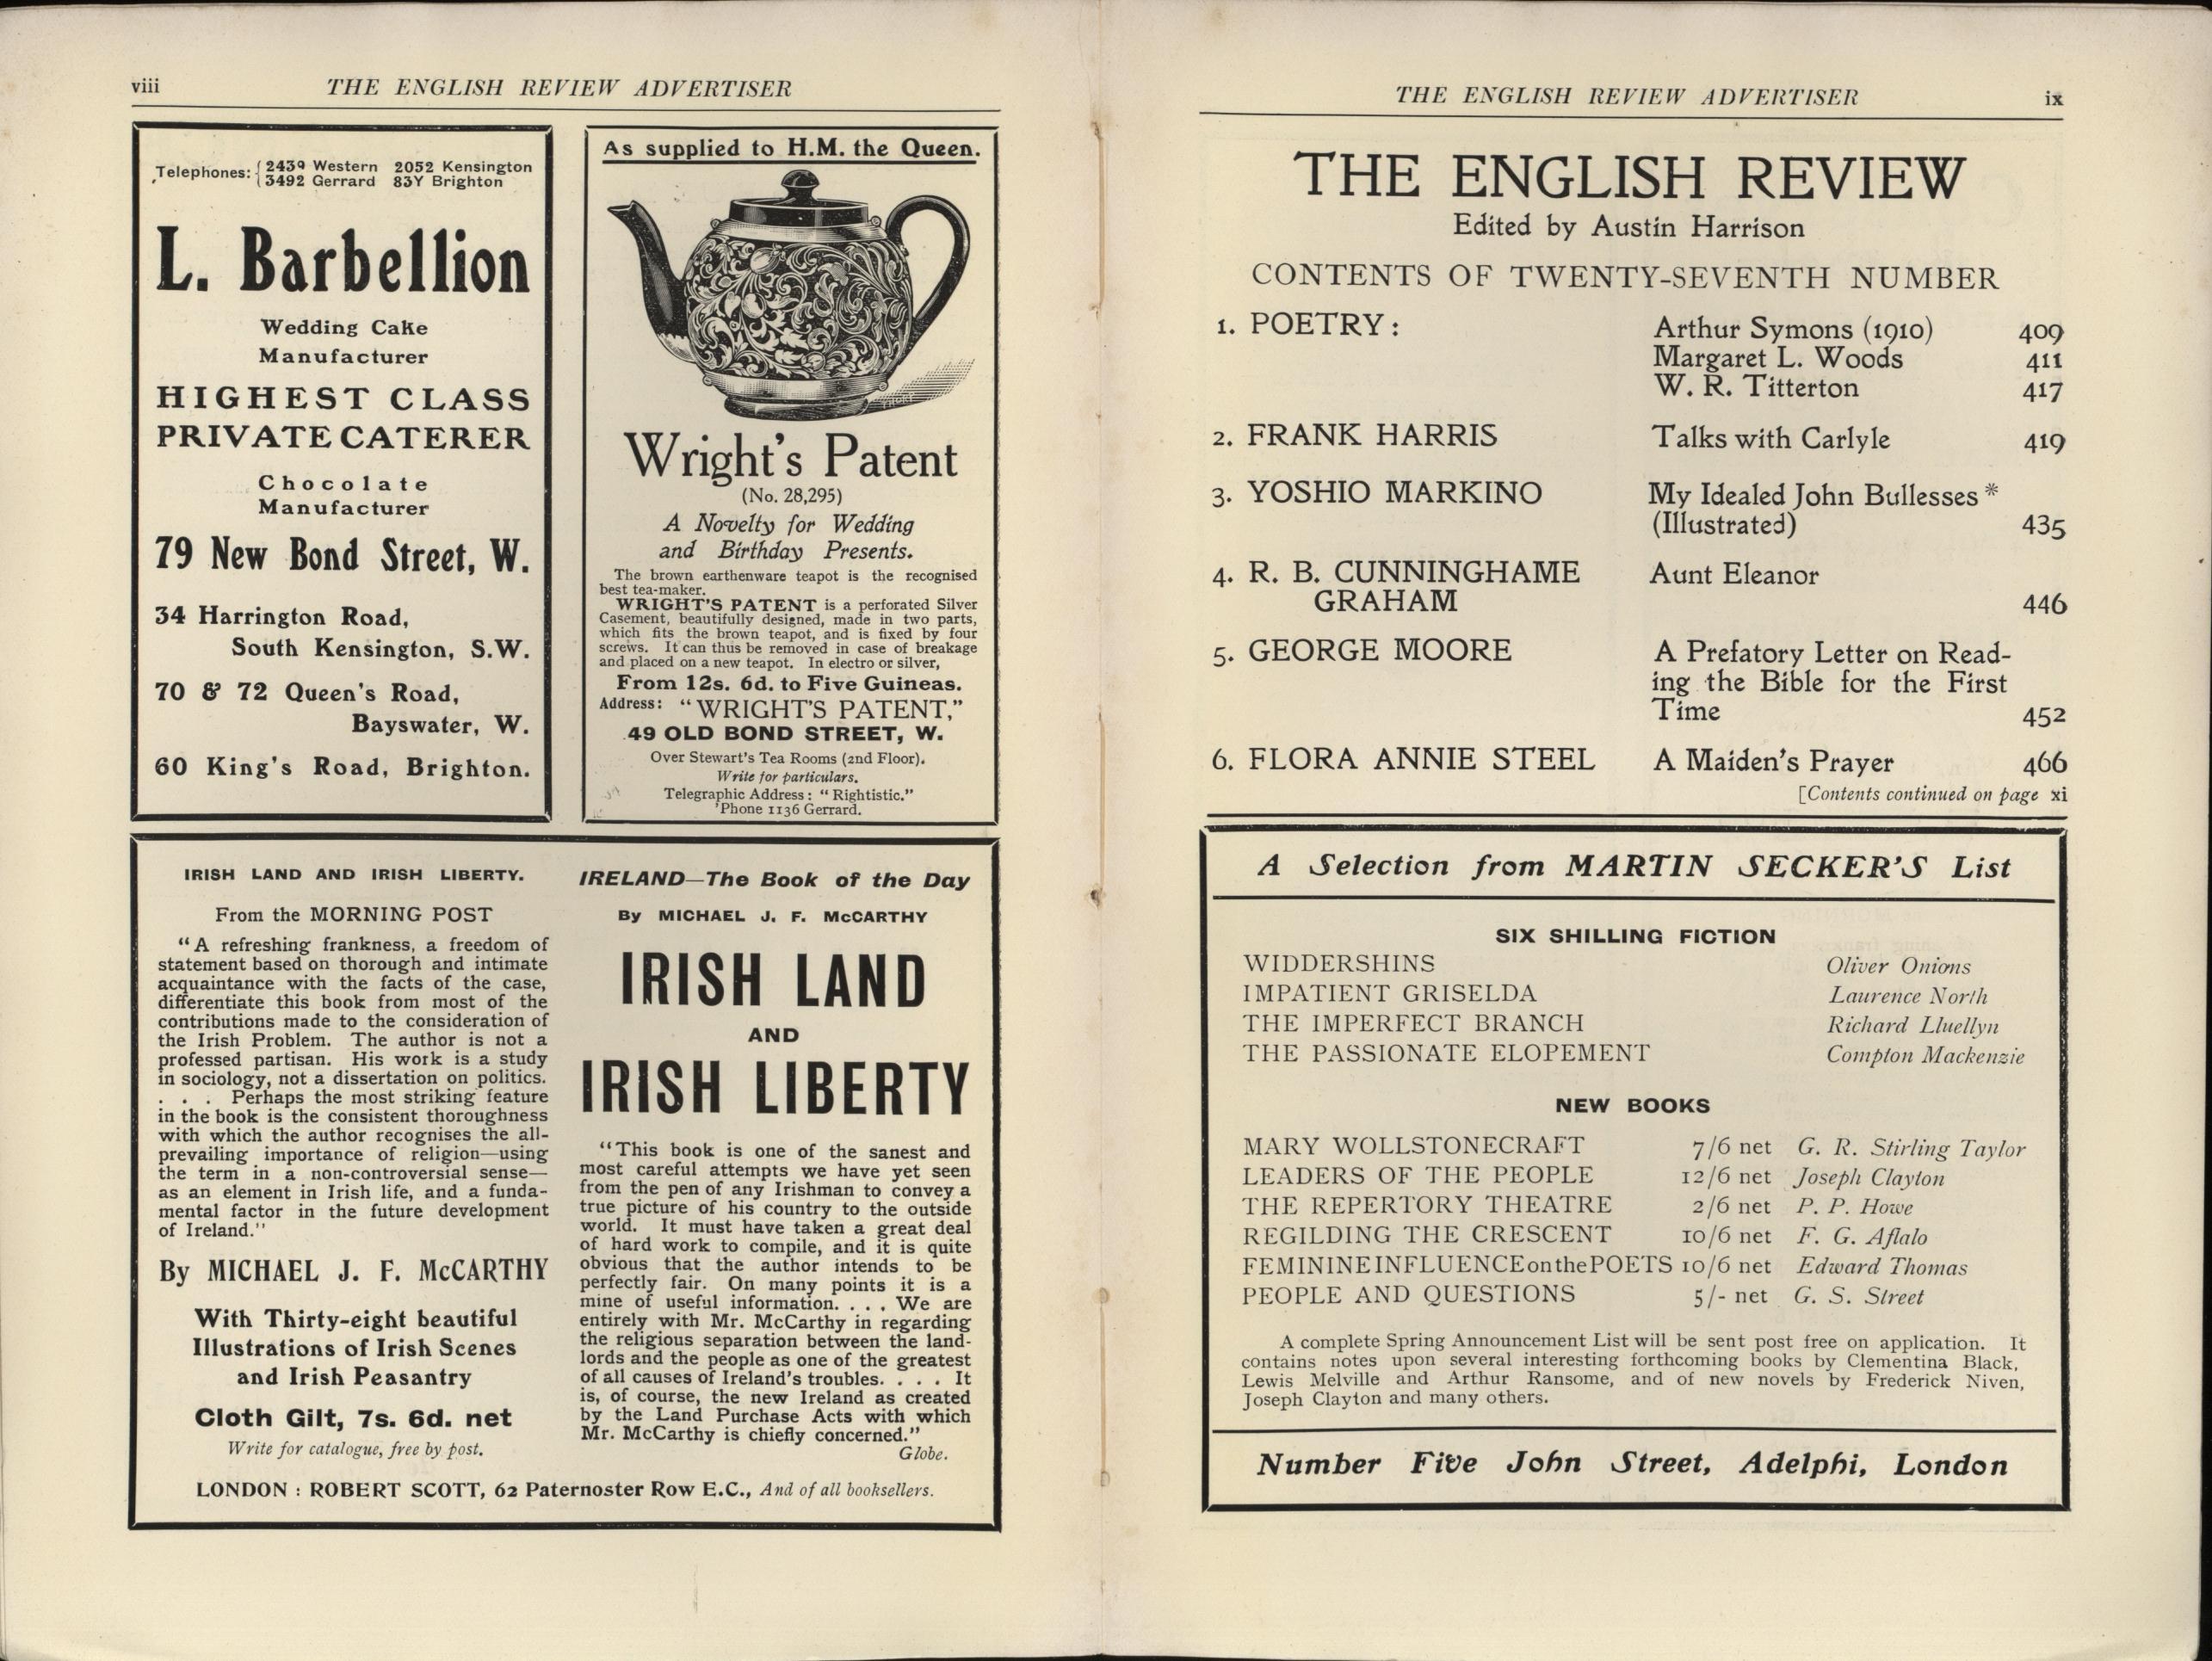 viii
THE ENGLISH REVIEW ADVERTISER
Telephones: { 2439 Western 2052 Kensington
3492 Gerrard 83Y Brighton
L. Barbellion
Wedding Cake
Manufacturer
HIGHEST CLASS
PRIVATE CATERER
Chocolate
Manufacturer
79 New Bond Street, W.
34 Harrington Road,
South Kensington, S.W.
70 & 72 Queen's Road,
Bayswater, W.
60 King's Road, Brighton.
As supplied to H.M. the Queen.
Wright's Patent
(No. 28,295)
A Novelty for Wedding
and Birthday Presents.
The brown earthenware teapot is the recognised
best tea-maker.
WRIGHT'S PATENT is a perforated Silver
Casement, beautifully designed, made in two parts,
which fits the brown teapot, and is fixed by four
screws. It can thus be removed in case of breakage
and placed on a new teapot. In electro or silver,
From 12s. 6d. to Five Guineas.
Address: "WRIGHT'S PATENT,"
49 OLD BOND STREET, W.
Over Stewart's Tea Rooms (2nd Floor).
Write for particulars.
Telegraphic Address: "Rightistic."
'Phone 1136 Gerrard.
IRISH LAND AND IRISH LIBERTY.
From the MORNING POST
"A refreshing frankness, a freedom of
statement based on thorough and intimate
acquaintance with the facts of the case,
differentiate this book from most of the
contributions made to the consideration of
the Irish Problem. The author is not a
professed partisan. His work is a study
in sociology, not a dissertation on politics.
. . . Perhaps the most striking feature
in the book is the consistent thoroughness
with which the author recognises the all-
prevailing importance of religion—using
the term in a non-controversial sense—
as an element in Irish life, and a funda-
mental factor in the future development
of Ireland."
By MICHAEL J. F. McCARTHY
With Thirty-eight beautiful
Illustrations of Irish Scenes
and Irish Peasantry
Cloth Gilt, 7s. 6d. net
Write for catalogue, free by post.
IRELAND—The Book of the Day
By MICHAEL J. F. McCARTHY
IRISH LAND
AND
IRISH LIBERTY
"This book is one of the sanest and
most careful attempts we have yet seen
from the pen of any Irishman to convey a
true picture of his country to the outside
world. It must have taken a great deal
of hard work to compile, and it is quite
obvious that the author intends to be
perfectly fair. On many points it is a
mine of useful information. . . . We are
entirely with Mr. McCarthy in regarding
the religious separation between the land-
lords and the people as one of the greatest
of all causes of Ireland's troubles. . . . It
is, of course, the new Ireland as created
by the Land Purchase Acts with which
Mr. McCarthy is chiefly concerned."
Globe.
LONDON : ROBERT SCOTT, 62 Paternoster Row E.C., And of all booksellers.
THE ENGLISH REVIEW ADVERTISER
ix
THE ENGLISH REVIEW
Edited by Austin Harrison
CONTENTS OF TWENTY-SEVENTH NUMBER
1. POETRY: Arthur Symons (1910) 409
Margaret L. Woods 411
W. R. Titterton 417
2. FRANK HARRIS Talks with Carlyle 419
3. YOSHIO MARKINO My Idealed John Bullesses *
(Illustrated) 435
4. R. B. CUNNINGHAME Aunt Eleanor
GRAHAM 446
5. GEORGE MOORE A Prefatory Letter on Read-
ing the Bible for the First
Time 452
6. FLORA ANNIE STEEL A Maiden's Prayer 466
[Contents continued on page xi
A Selection from MARTIN SECKER'S List
SIX SHILLING FICTION
WIDDERSHINS Oliver Onions
IMPATIENT GRISELDA Laurence North
THE IMPERFECT BRANCH Richard Lluellyn
THE PASSIONATE ELOPEMENT Compton Mackenzie
NEW BOOKS
MARY WOLLSTONECRAFT 7/6 net G. R. Stirling Taylor
LEADERS OF THE PEOPLE 12/6 net Joseph Clayton
THE REPERTORY THEATRE 2/6 net P. P. Howe
REGILDING THE CRESCENT 10/6 net F. G. Aflalo
FEMININE INFLUENCE on the POETS 10/6 net Edward Thomas
PEOPLE AND QUESTIONS 5/- net G. S. Street
A complete Spring Announcement List will be sent post free on application. It
contains notes upon several interesting forthcoming books by Clementina Black,
Lewis Melville and Arthur Ransome, and of new novels by Frederick Niven,
Joseph Clayton and many others.
Number Five John Street, Adelphi, London